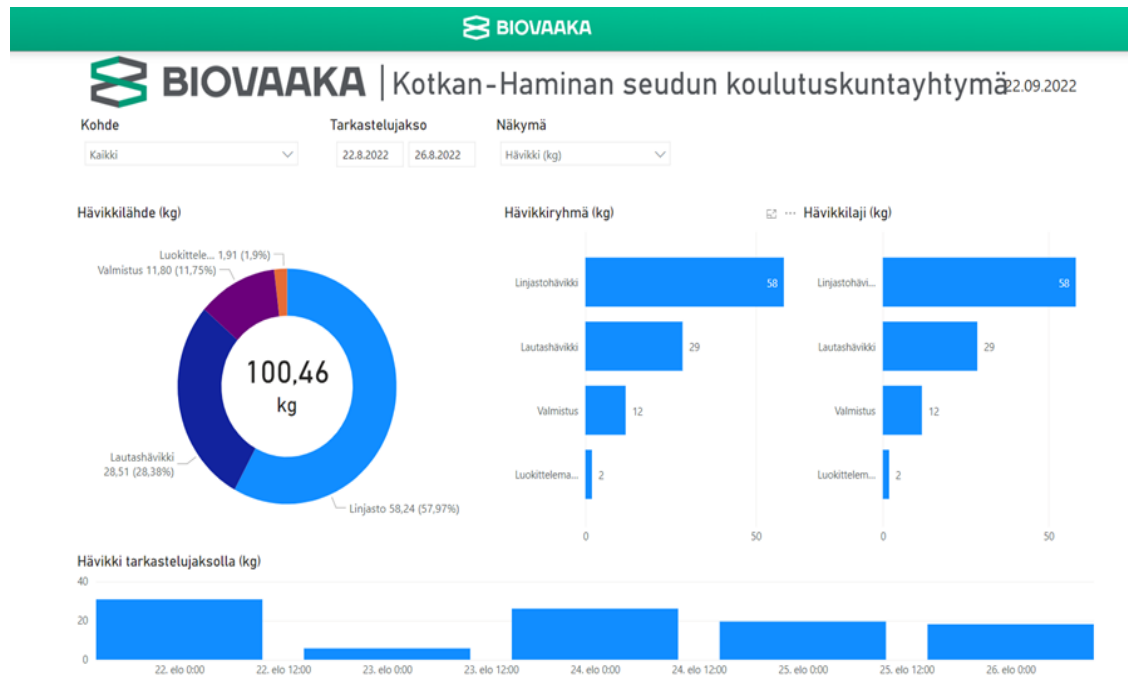 BIOVAAKA
BIOVAAKA | Kotkan-Haminan seudun koulutuskuntayhtymä 22.09.2022
Kohde Tarkastelujakso Näkymä
Kaikki 22.8.2022 26.8.2022 Hävikki (kg)
Hävikkilähde (kg)
Luokittele... 1,91 (1,9%)
Valmistus 11,80 (11,75%)
100,46
kg
Lautashävikki
28,51 (28,38%)
Linjasto 58,24 (57,97%)
Hävikkiryhmä (kg)
Linjastohävikki 58
Lautashävikki 29
Valmistus 12
Luokittelema... 2
0 50
... Hävikkilaji (kg)
Linjastohävi... 58
Lautashävikki 29
Valmistus 12
Luokittelem... 2
0 50
Hävikki tarkastelujaksolla (kg)
40
20
0
22. elo 0:00 22. elo 12:00 23. elo 0:00 23. elo 12:00 24. elo 0:00 24. elo 12:00 25. elo 0:00 25. elo 12:00 26. elo 0:00